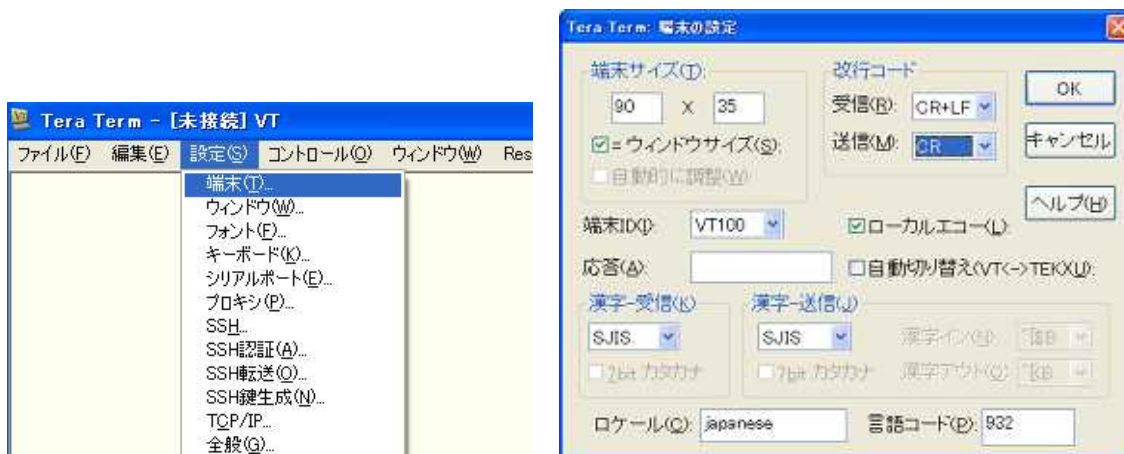 Tera Term - [未接続] VT
ファイル(F) 編集(E) 設定(S) コントロール(O) ウィンドウ(W) Res
端末(T)...
ウィンドウ(W)...
フォント(F)...
キーボード(K)...
シリアルポート(E)...
プロキシ(P)...
SSH...
SSH認証(A)...
SSH転送(O)...
SSH鍵生成(N)...
TCP/IP...
全般(G)...
Tera Term: 端末の設定
端末サイズ(T):
90 X 35
=ウィンドウサイズ(S):
自動的に調整(W):
改行コード
受信(R): CR+LF
送信(M): CR
OK
キャンセル
ヘルプ(H)
端末ID(I): VT100
ローカルエコー(L):
応答(A):
自動切り替え(VT<->TEK)(U):
漢字-受信(K)
SJIS
7bit カタカナ
漢字-送信(J)
SJIS 漢字イン(N):
7bit カタカナ 漢字アウト(O):
ロケール(C): japanese 言語コード(P): 932